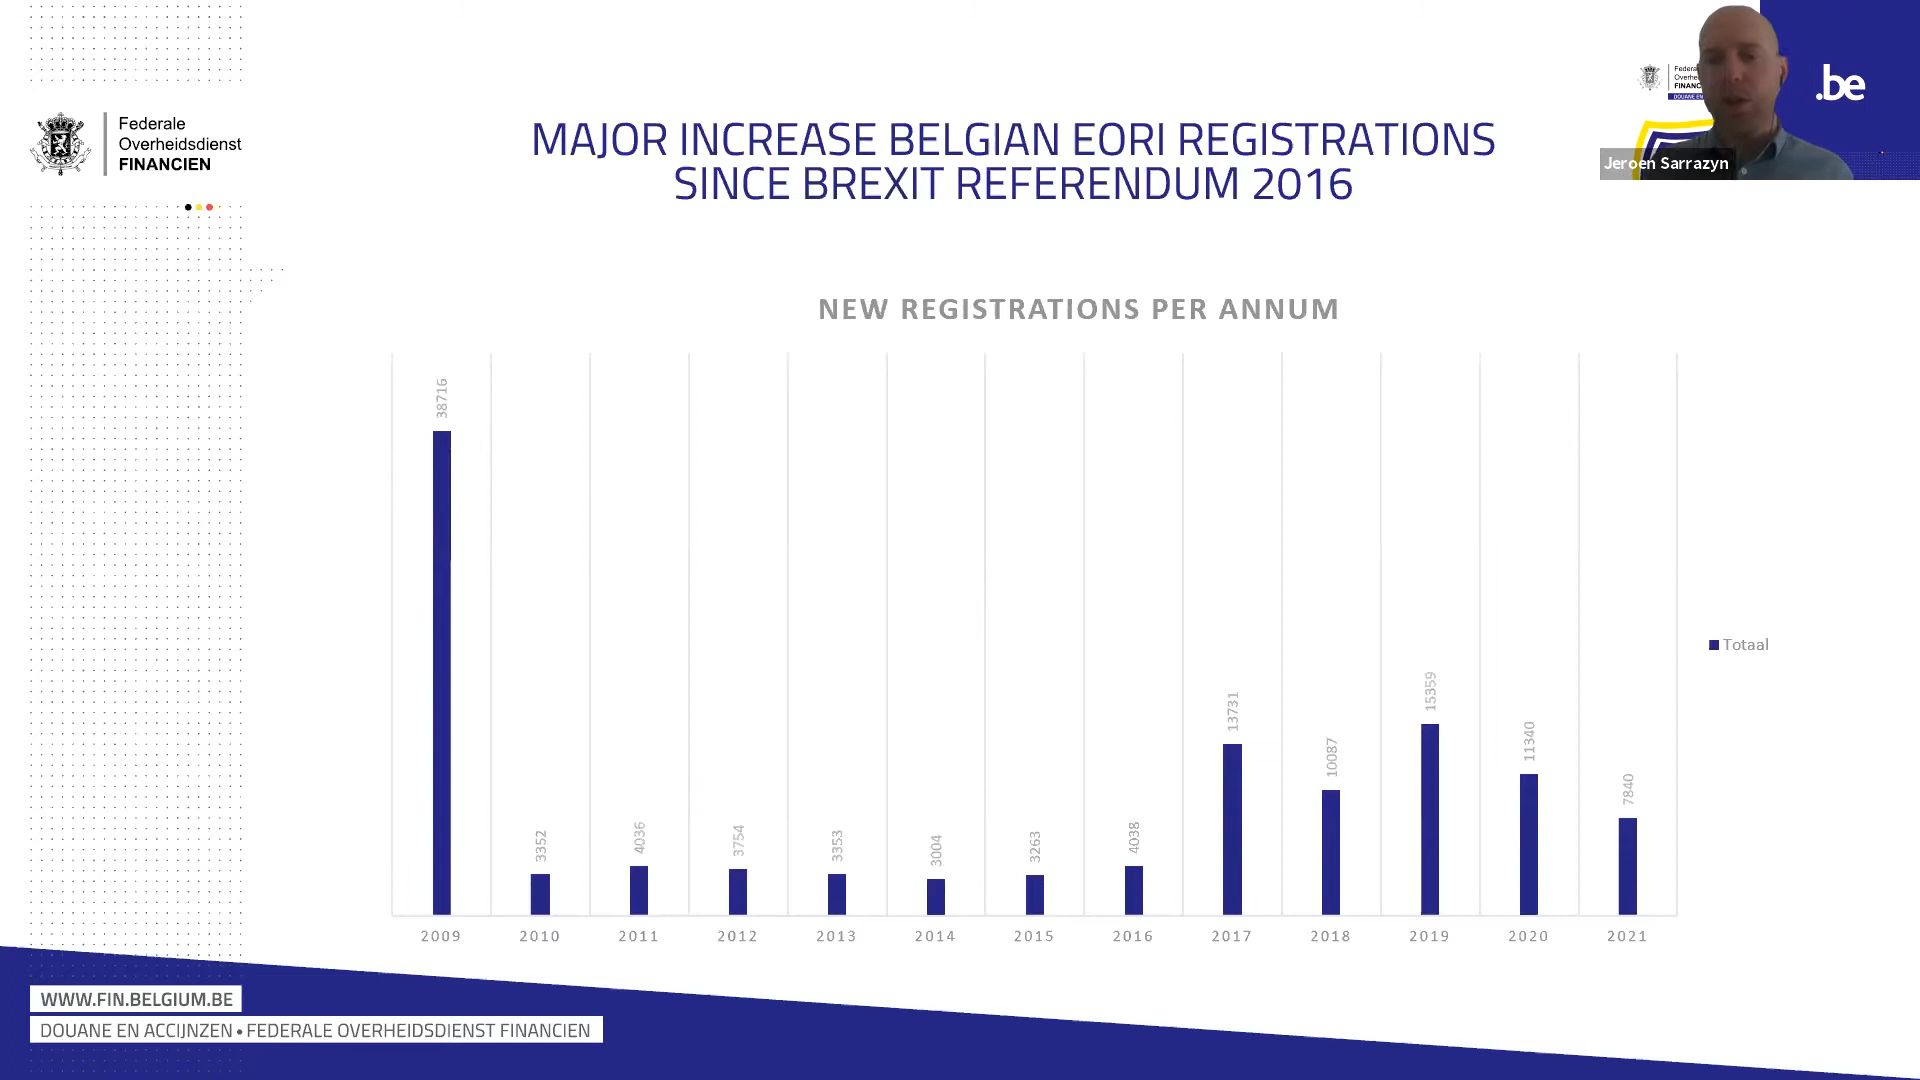 Federale
Overheidsdienst
FINANCIEN
MAJOR INCREASE BELGIAN EORI REGISTRATIONS
SINCE BREXIT REFERENDUM 2016
.be
Jeroen Sarrazyn
NEW REGISTRATIONS PER ANNUM
38716
3352
4036
3754
3353
3004
3263
4038
13731
10087
15359
11340
7840
Totaal
2009 2010 2011 2012 2013 2014 2015 2016 2017 2018 2019 2020 2021
WWW.FIN.BELGIUM.BE
DOUANE EN ACCIJNZEN • FEDERALE OVERHEIDSDIENST FINANCIEN